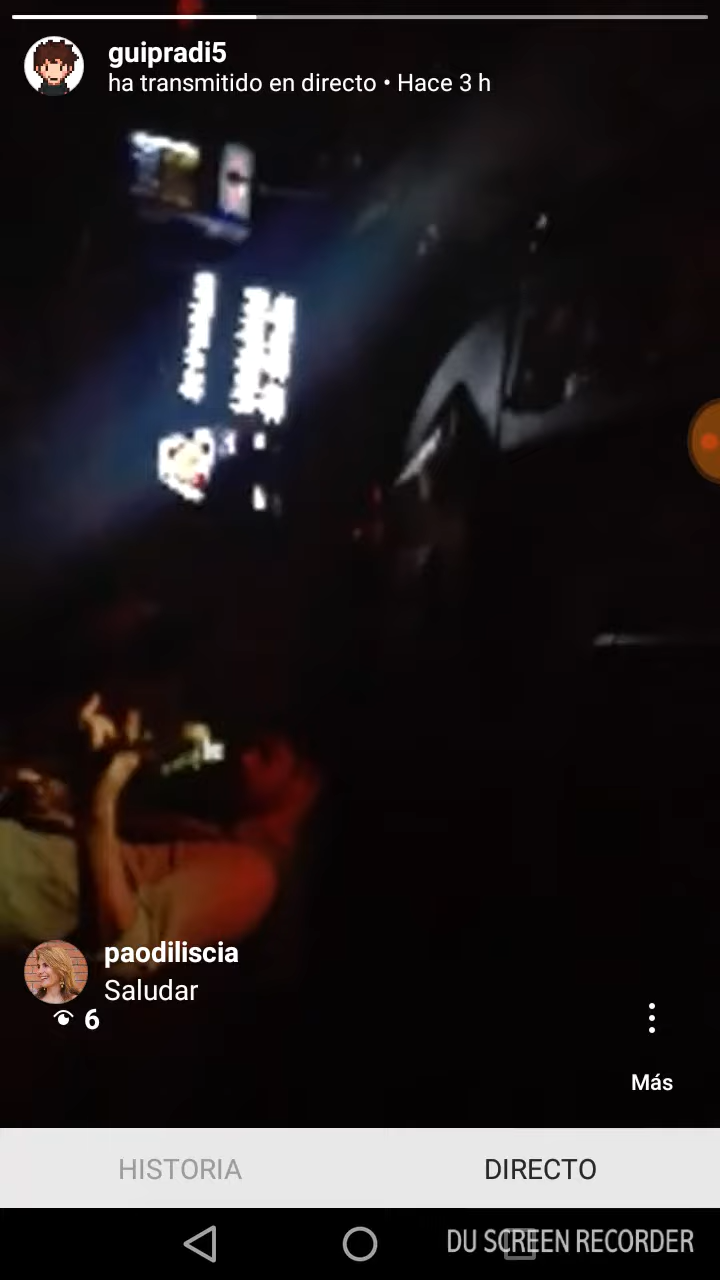 guipradi5
ha transmitido en directo • Hace 3 h
paodiliscia
Saludar
6
Más
HISTORIA
DIRECTO
DU SCREEN RECORDER